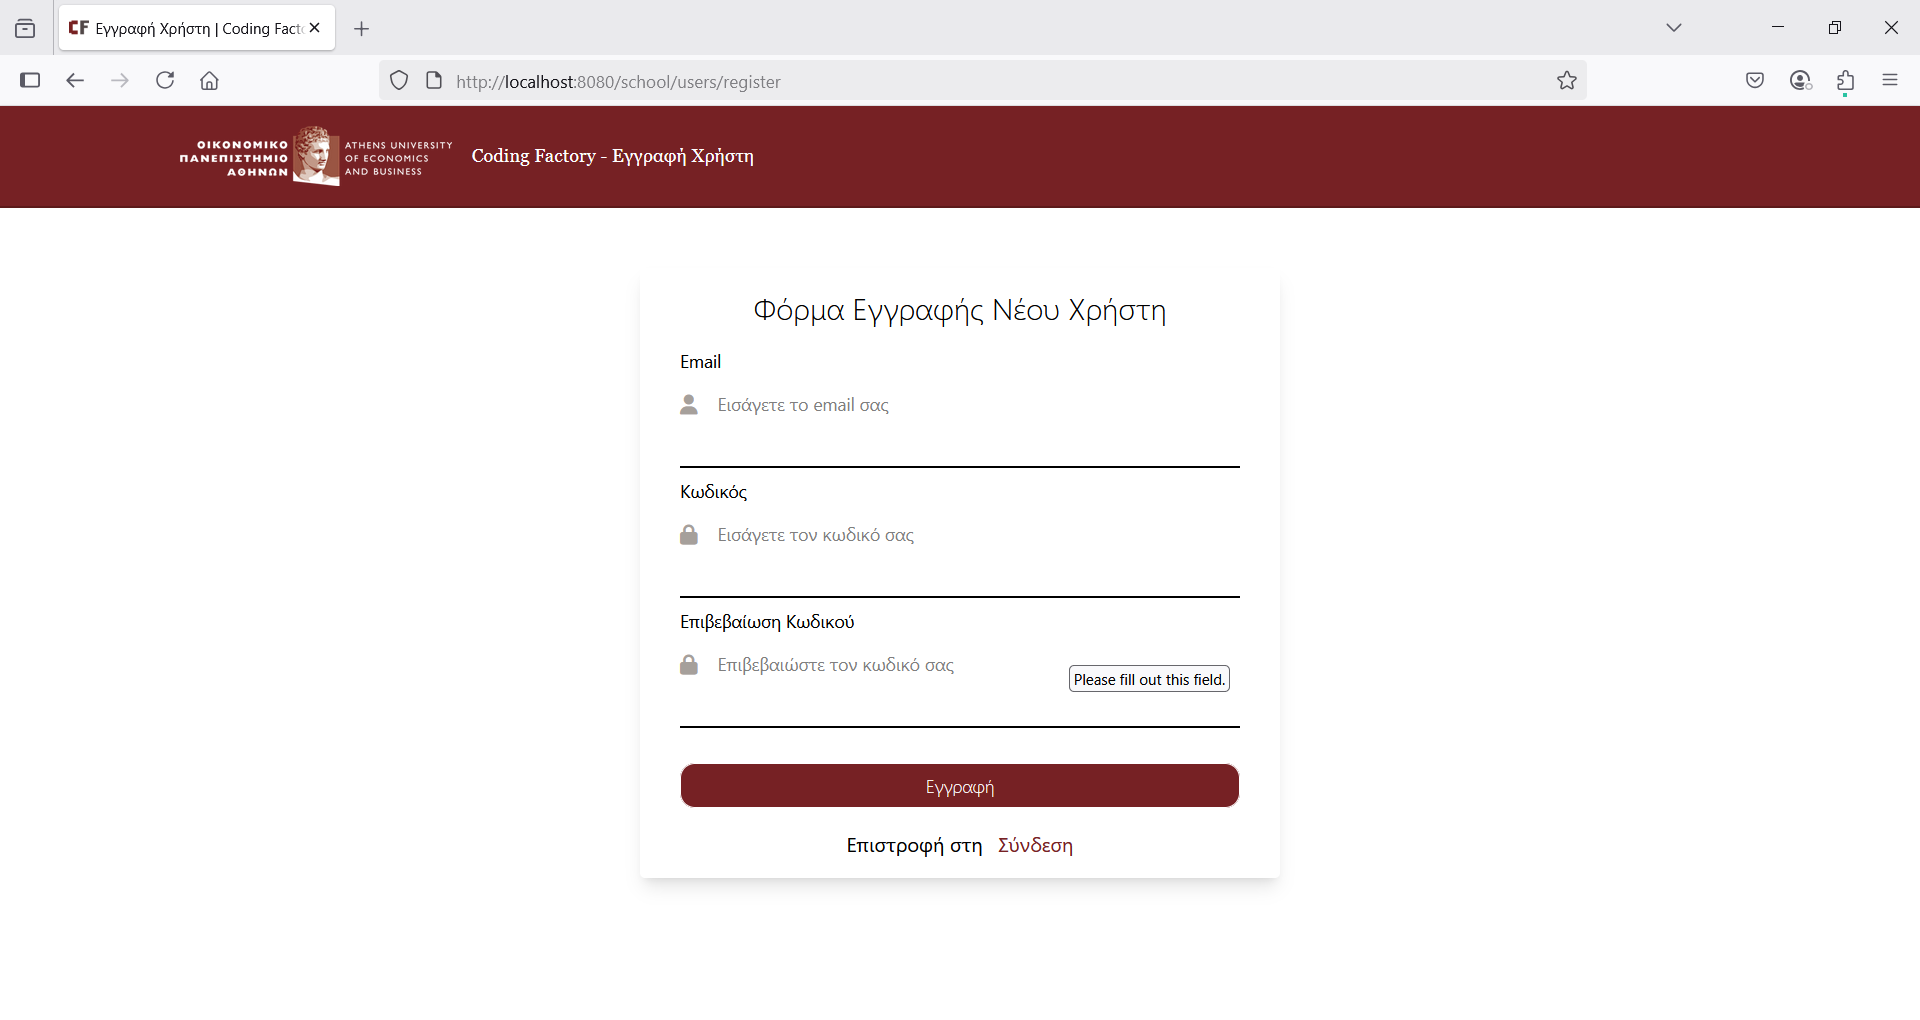 CF Εγγραφή Χρήστη | Coding Fact
http://localhost:8080/school/users/register
ΟΙΚΟΝΟΜΙΚΟ
ΠΑΝΕΠΙΣΤΗΜΙΟ
ΑΘΗΝΩΝ
ATHENS UNIVERSITY
OF ECONOMICS
AND BUSINESS
Coding Factory - Εγγραφή Χρήστη
Φόρμα Εγγραφής Νέου Χρήστη
Email
Εισάγετε το email σας
Κωδικός
Εισάγετε τον κωδικό σας
Επιβεβαίωση Κωδικού
Επιβεβαιώστε τον κωδικό σας
Please fill out this field.
Εγγραφή
Επιστροφή στη Σύνδεση